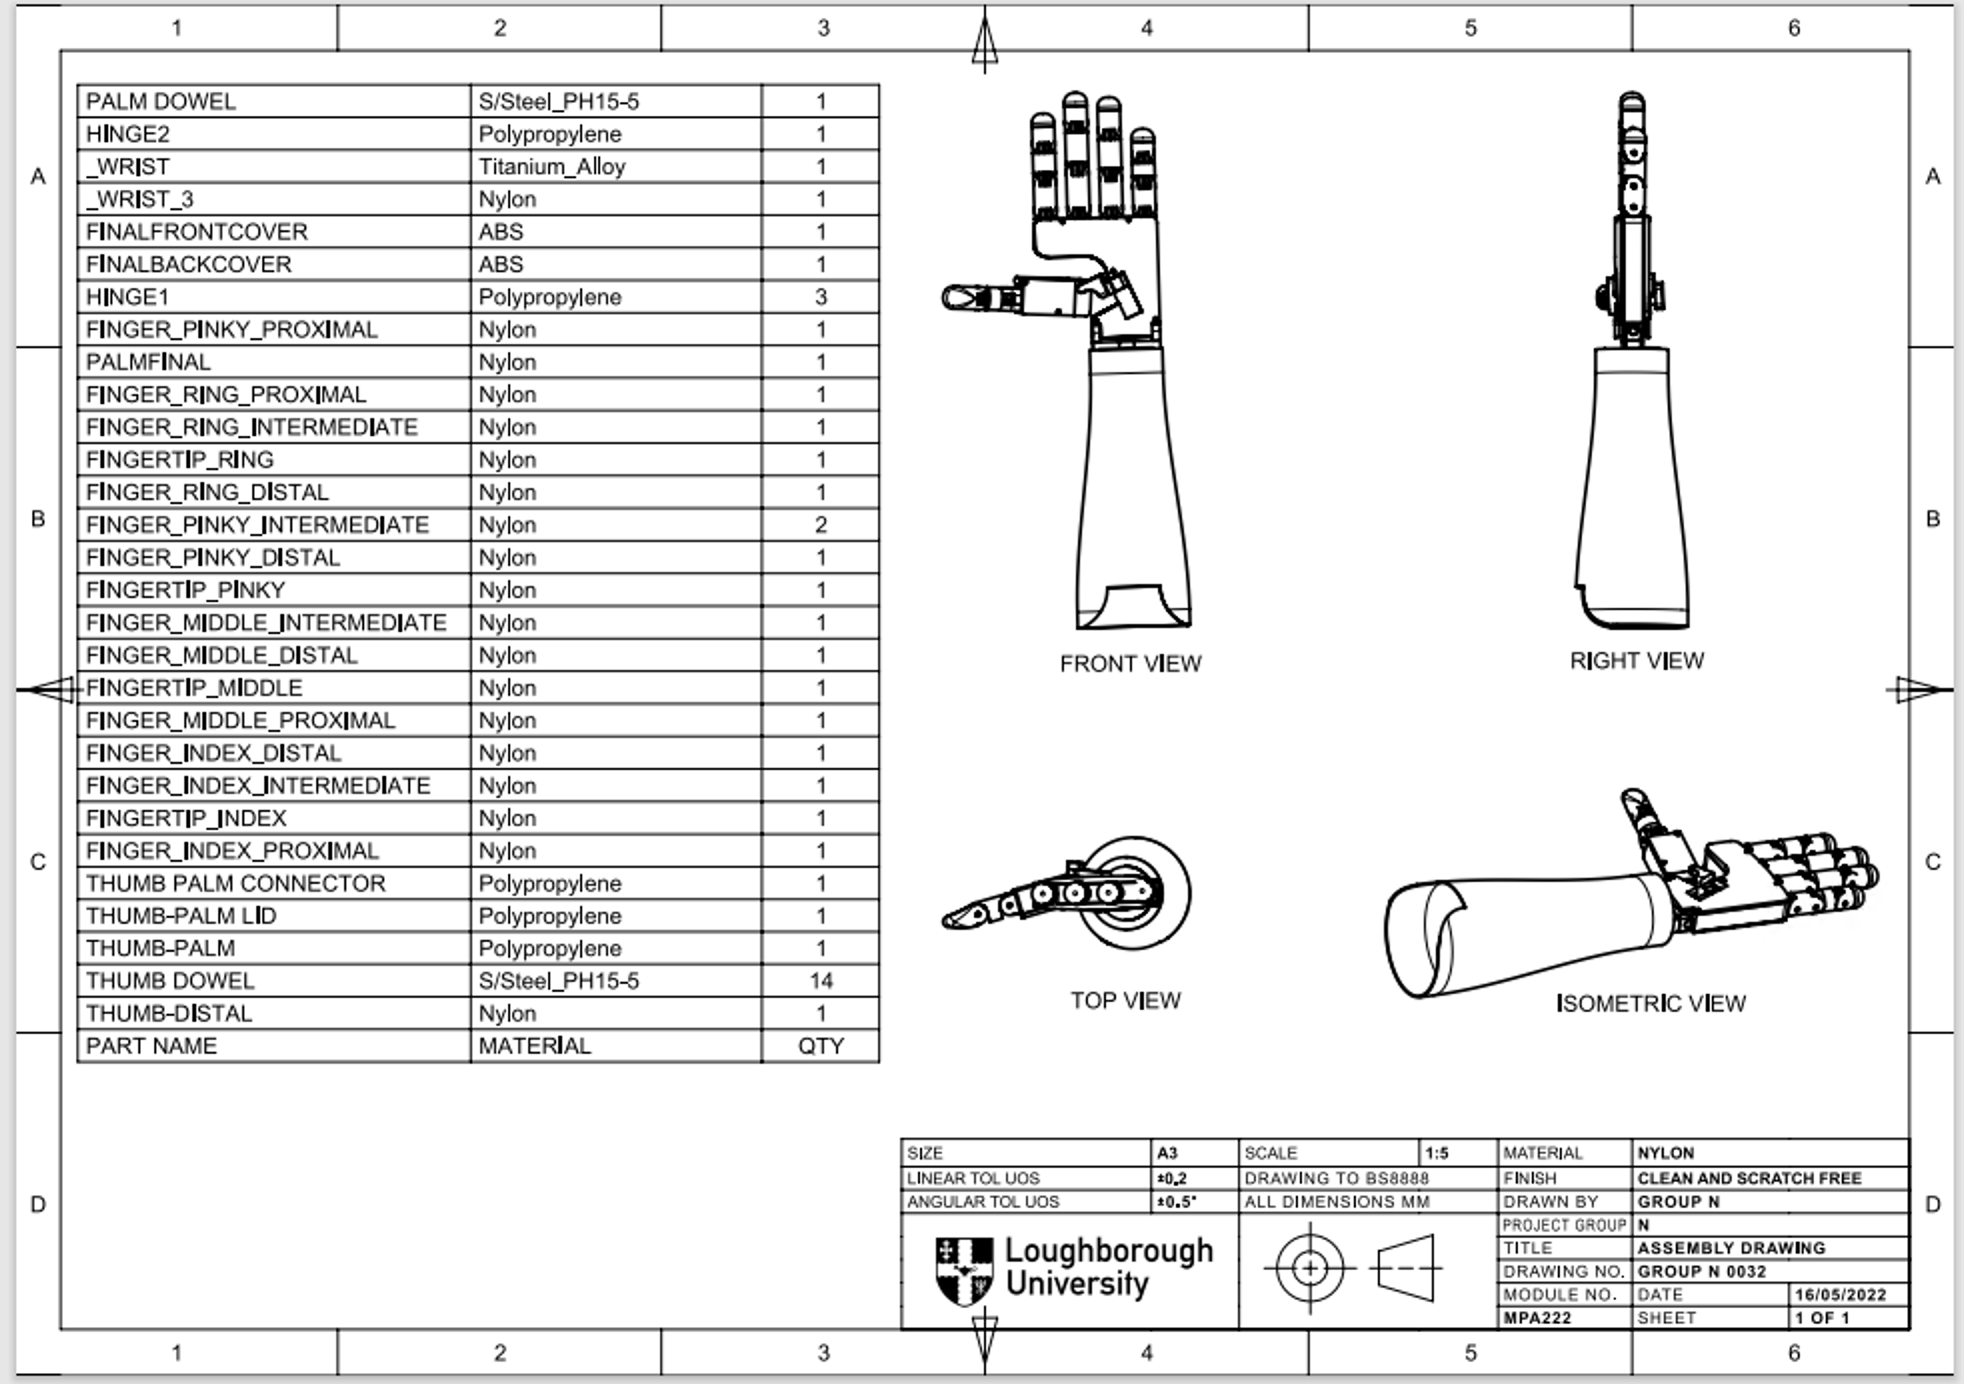 1 2 3 4 5 6
A A
B B
C C
D D
PALM DOWEL S/Steel_PH15-5 1
HINGE2 Polypropylene 1
_WRIST Titanium_Alloy 1
_WRIST_3 Nylon 1
FINALFRONTCOVER ABS 1
FINALBACKCOVER ABS 1
HINGE1 Polypropylene 3
FINGER_PINKY_PROXIMAL Nylon 1
PALMFINAL Nylon 1
FINGER_RING_PROXIMAL Nylon 1
FINGER_RING_INTERMEDIATE Nylon 1
FINGERTIP_RING Nylon 1
FINGER_RING_DISTAL Nylon 1
FINGER_PINKY_INTERMEDIATE Nylon 2
FINGER_PINKY_DISTAL Nylon 1
FINGERTIP_PINKY Nylon 1
FINGER_MIDDLE_INTERMEDIATE Nylon 1
FINGER_MIDDLE_DISTAL Nylon 1
FINGERTIP_MIDDLE Nylon 1
FINGER_MIDDLE_PROXIMAL Nylon 1
FINGER_INDEX_DISTAL Nylon 1
FINGER_INDEX_INTERMEDIATE Nylon 1
FINGERTIP_INDEX Nylon 1
FINGER_INDEX_PROXIMAL Nylon 1
THUMB PALM CONNECTOR Polypropylene 1
THUMB-PALM LID Polypropylene 1
THUMB-PALM Polypropylene 1
THUMB DOWEL S/Steel_PH15-5 14
THUMB-DISTAL Nylon 1
PART NAME MATERIAL QTY
FRONT VIEW
RIGHT VIEW
TOP VIEW
ISOMETRIC VIEW
SIZE A3 SCALE 1:5 MATERIAL NYLON
LINEAR TOL UOS ±0.2 DRAWING TO BS8888 FINISH CLEAN AND SCRATCH FREE
ANGULAR TOL UOS ±0.5° ALL DIMENSIONS MM DRAWN BY GROUP N
PROJECT GROUP N
TITLE ASSEMBLY DRAWING
DRAWING NO. GROUP N 0032
MODULE NO. DATE 16/05/2022
MPA222 SHEET 1 OF 1
Loughborough
University
1 2 3 4 5 6